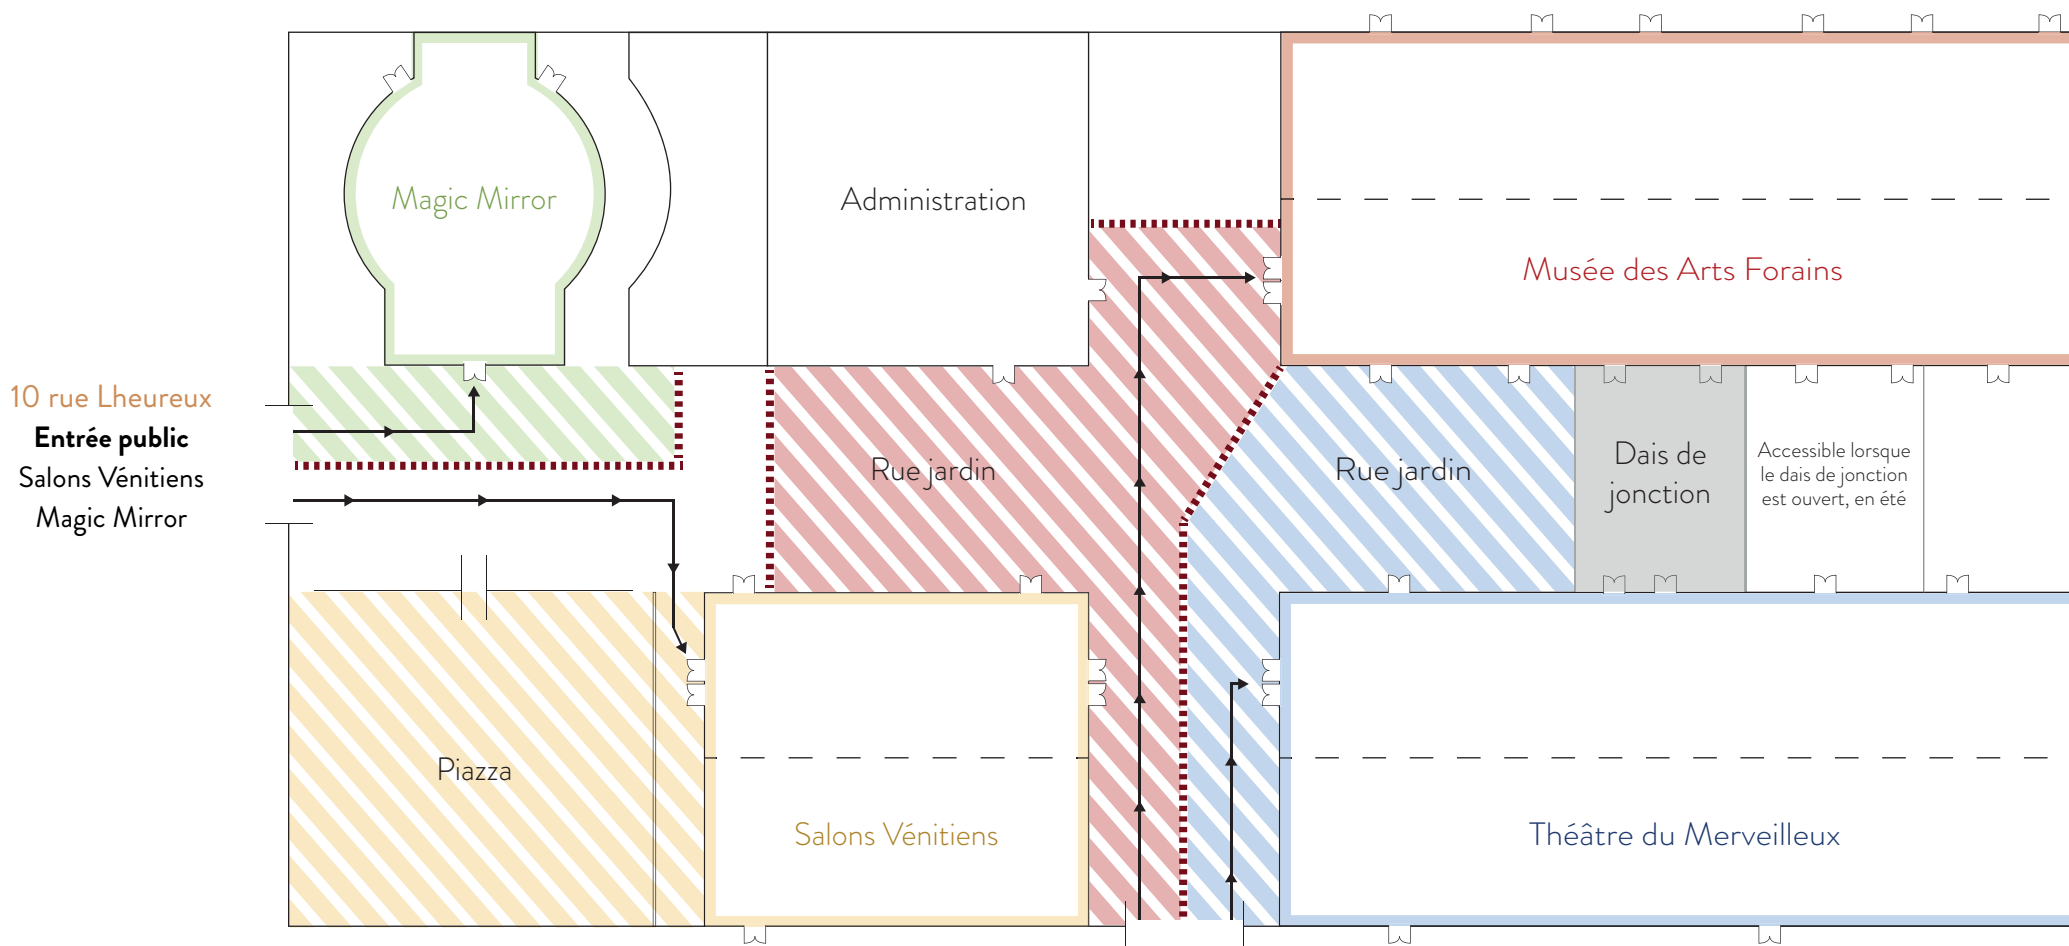 Magic Mirror
Administration
Musée des Arts Forains
10 rue Lheureux
Entrée public
Salons Vénitiens
Magic Mirror
Rue jardin
Rue jardin
Dais de
jonction
Accessible lorsque
le dais de jonction
est ouvert, en été
Piazza
Salons Vénitiens
Théâtre du Merveilleux